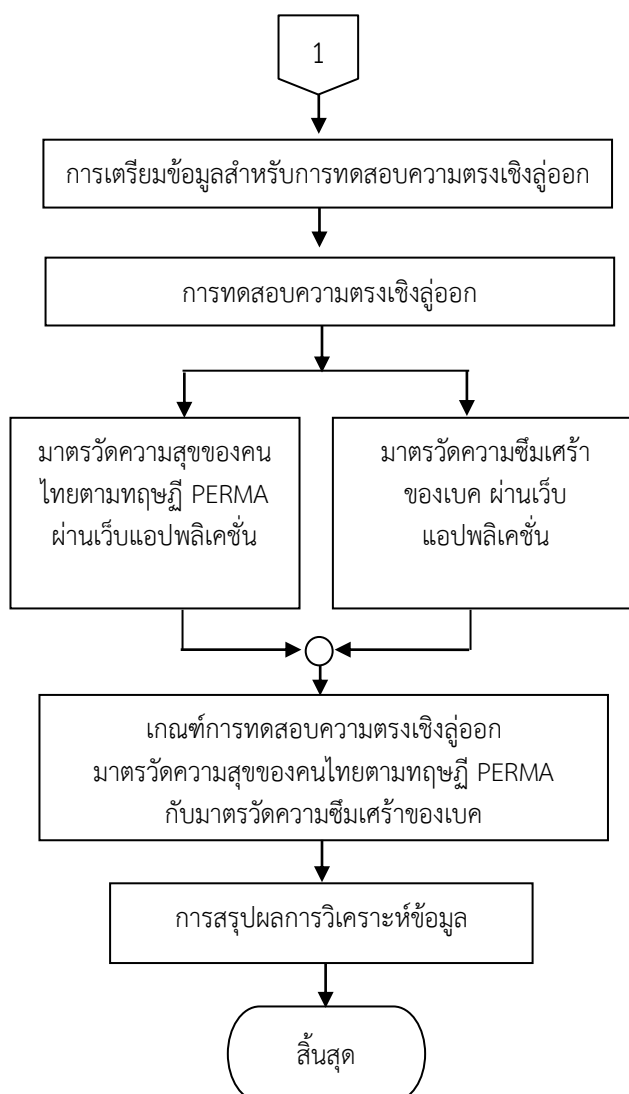 1
การเตรียมข้อมูลสำหรับการทดสอบความตรงเชิงลู่ออก
การทดสอบความตรงเชิงลู่ออก
มาตรวัดความสุขของคน
ไทยตามทฤษฎี PERMA
ผ่านเว็บแอปพลิเคชั่น
มาตรวัดความซึมเศร้า
ของเบค ผ่านเว็บ
แอปพลิเคชั่น
เกณฑ์การทดสอบความตรงเชิงลู่ออก
มาตรวัดความสุขของคนไทยตามทฤษฎี PERMA
กับมาตรวัดความซึมเศร้าของเบค
การสรุปผลการวิเคราะห์ข้อมูล
สิ้นสุด